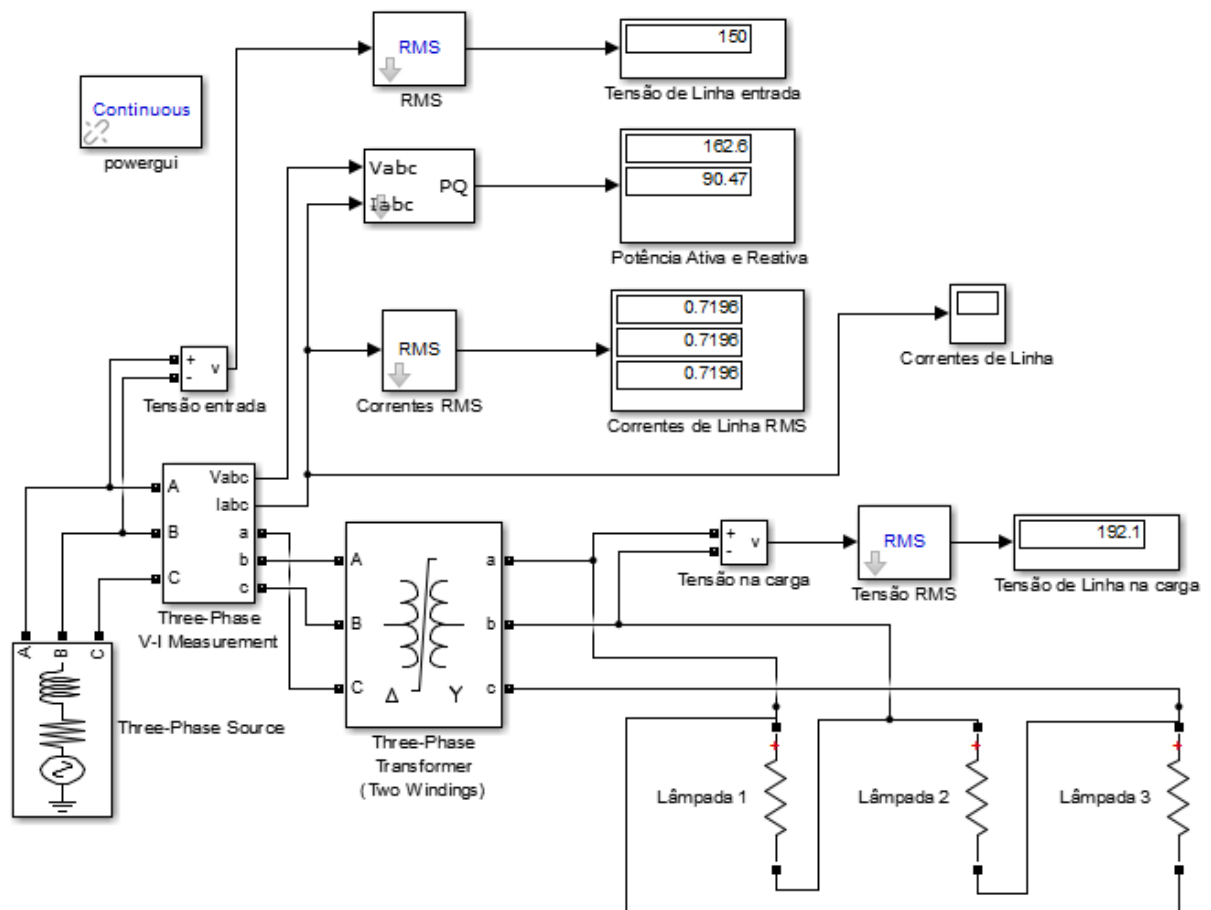 RMS
RMS
150
Tensão de Linha entrada
Continuous
powergui
Vabc
Iabc
PQ
162.6
90.47
Potência Ativa e Reativa
RMS
Correntes RMS
0.7196
0.7196
0.7196
Correntes de Linha RMS
Correntes de Linha
+
-
v
Tensão entrada
A
B
C
Vabc
Iabc
a
b
c
Three-Phase
V-I Measurement
A
B
C
Three-Phase Source
A
B
C
Δ
Y
a
b
c
Three-Phase
Transformer
(Two Windings)
+
-
v
Tensão na carga
RMS
Tensão RMS
192.1
Tensão de Linha na carga
+
Lâmpada 1
+
Lâmpada 2
+
Lâmpada 3